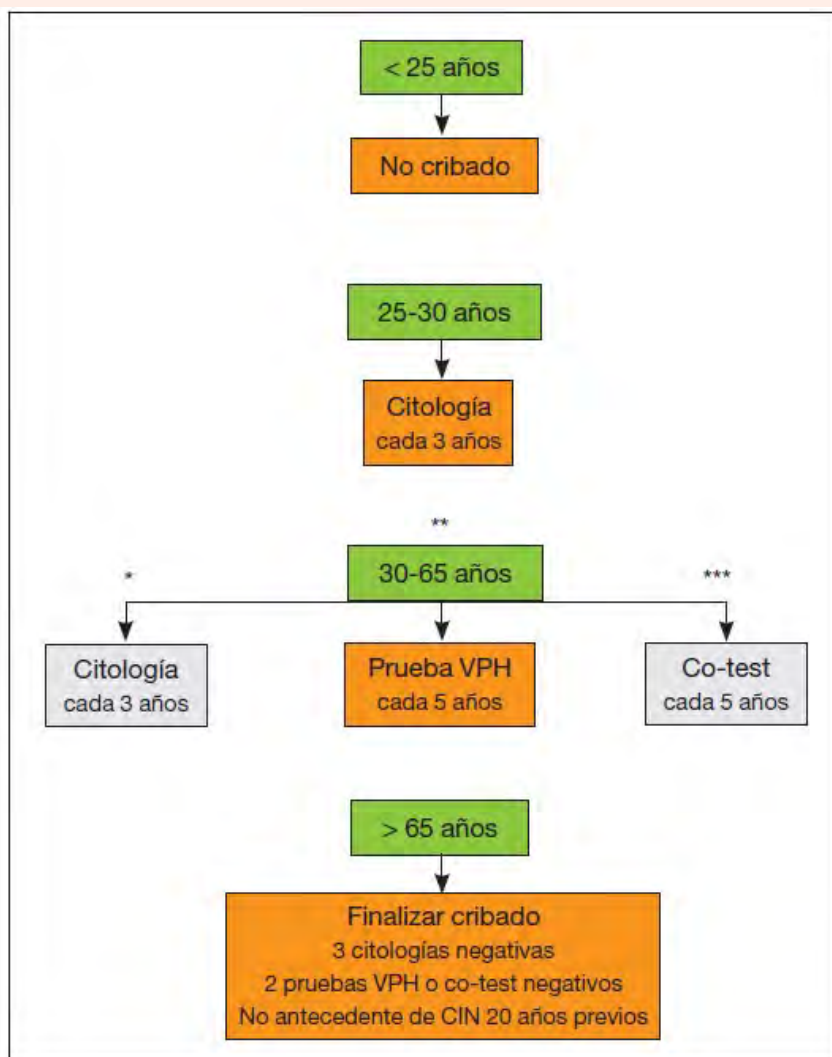 < 25 años
No cribado
25-30 años
Citología
cada 3 años
**
30-65 años
*
***
Citología
cada 3 años
Prueba VPH
cada 5 años
Co-test
cada 5 años
> 65 años
Finalizar cribado
3 citologías negativas
2 pruebas VPH o co-test negativos
No antecedente de CIN 20 años previos